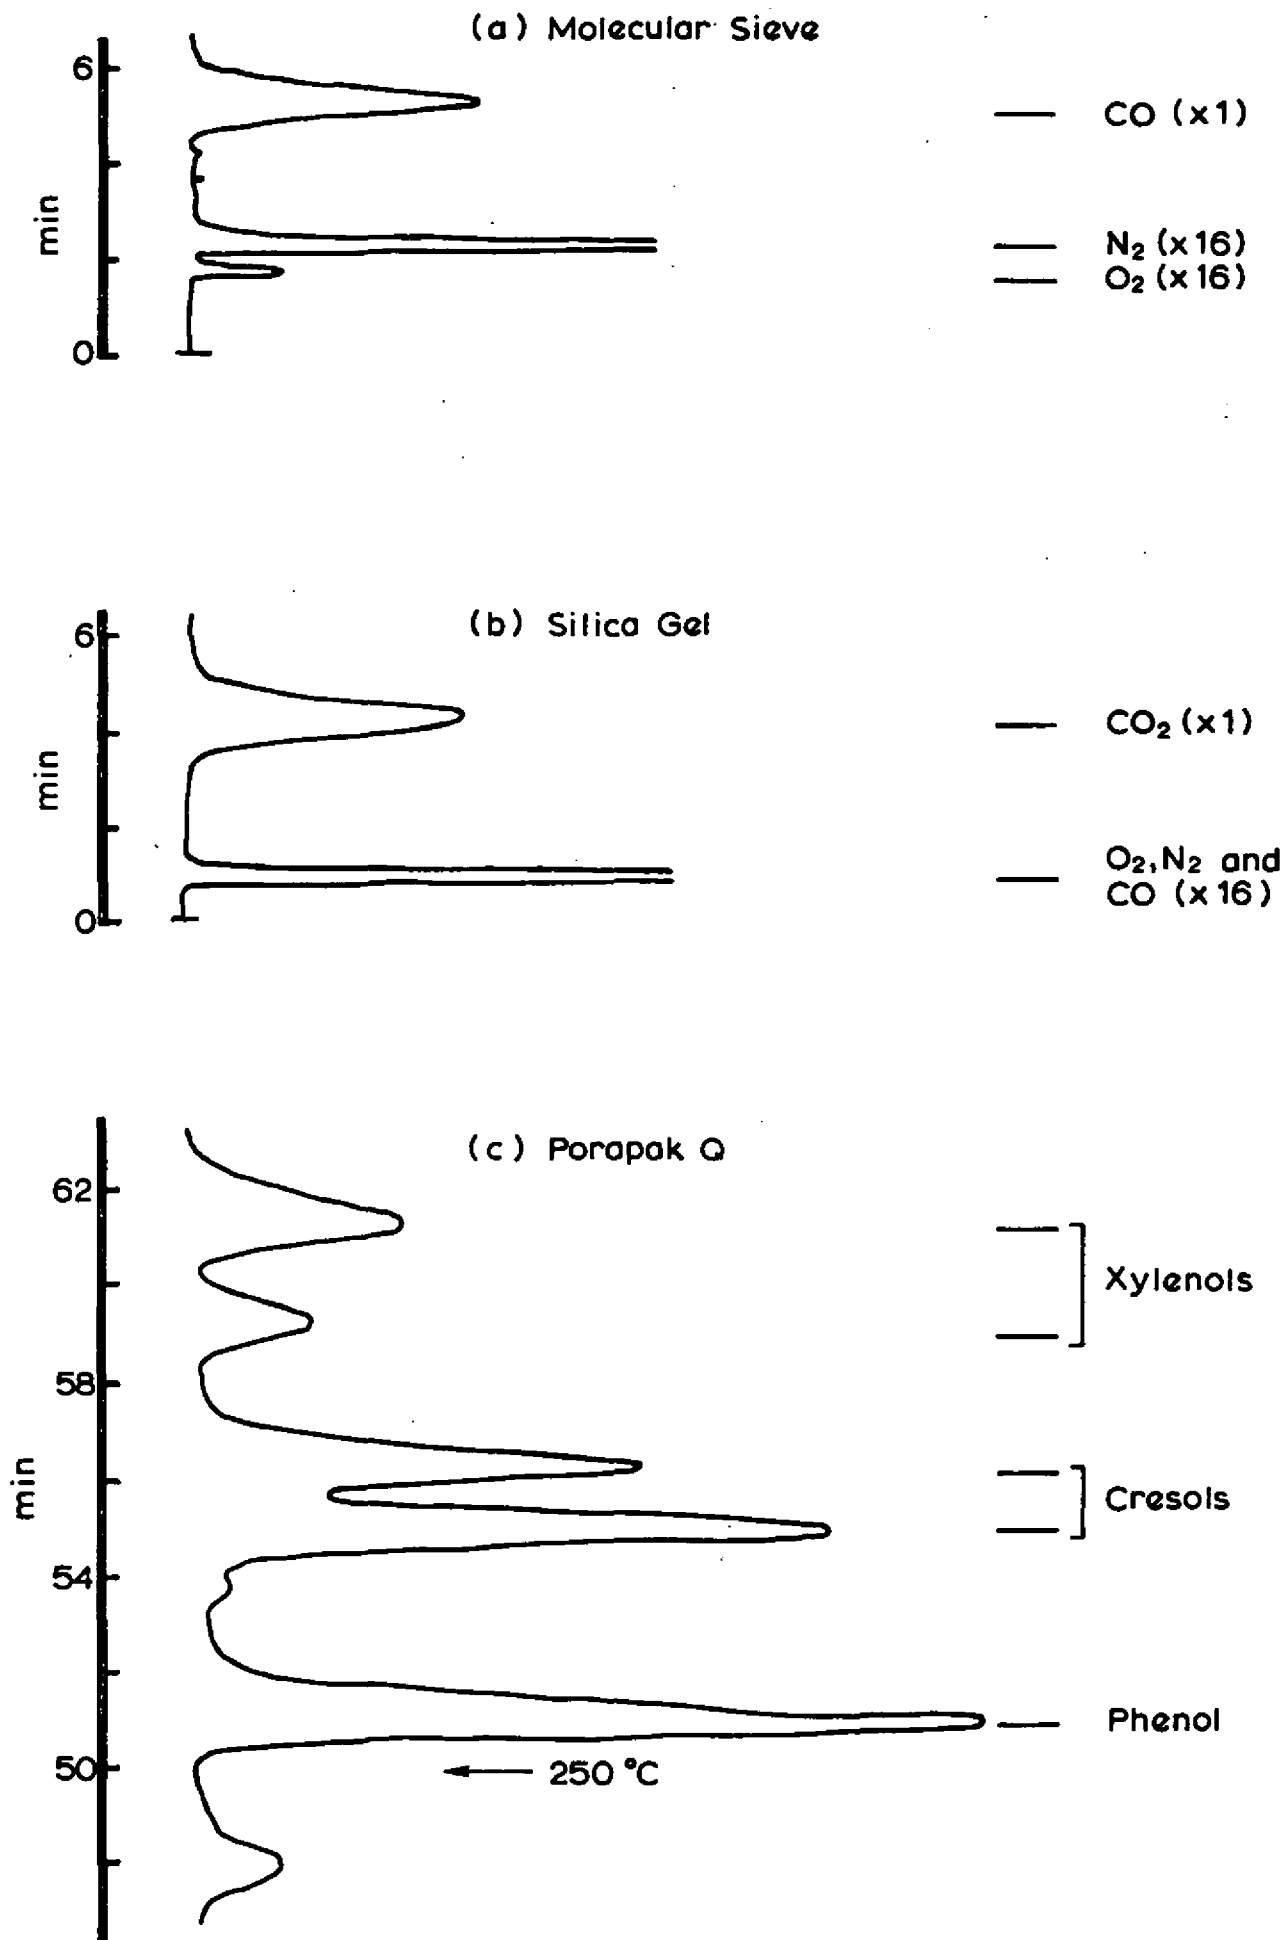 (a) Molecular Sieve
6
CO (x1)
min
N₂ (x16)
O₂ (x16)
0
(b) Silica Gel
6
CO₂ (x1)
min
O₂, N₂ and
CO (x16)
0
(c) Porapak Q
62
Xylenols
58
min
Cresols
54
Phenol
50
250 °C